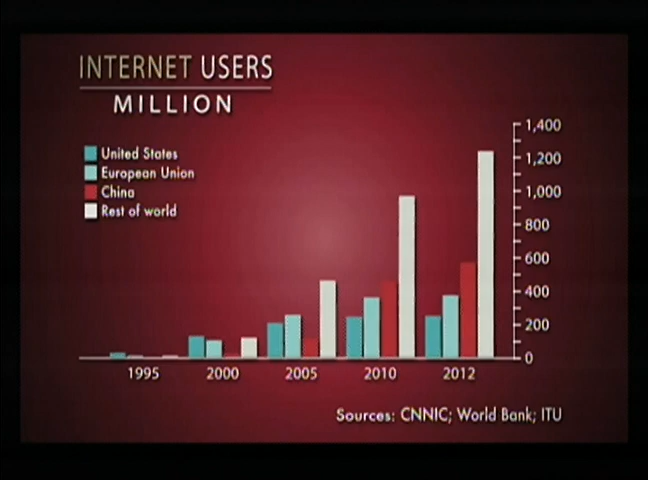 INTERNET USERS
MILLION
United States
European Union
China
Rest of world
1,400
1,200
1,000
800
600
400
200
0
1995 2000 2005 2010 2012
Sources: CNNIC; World Bank; ITU